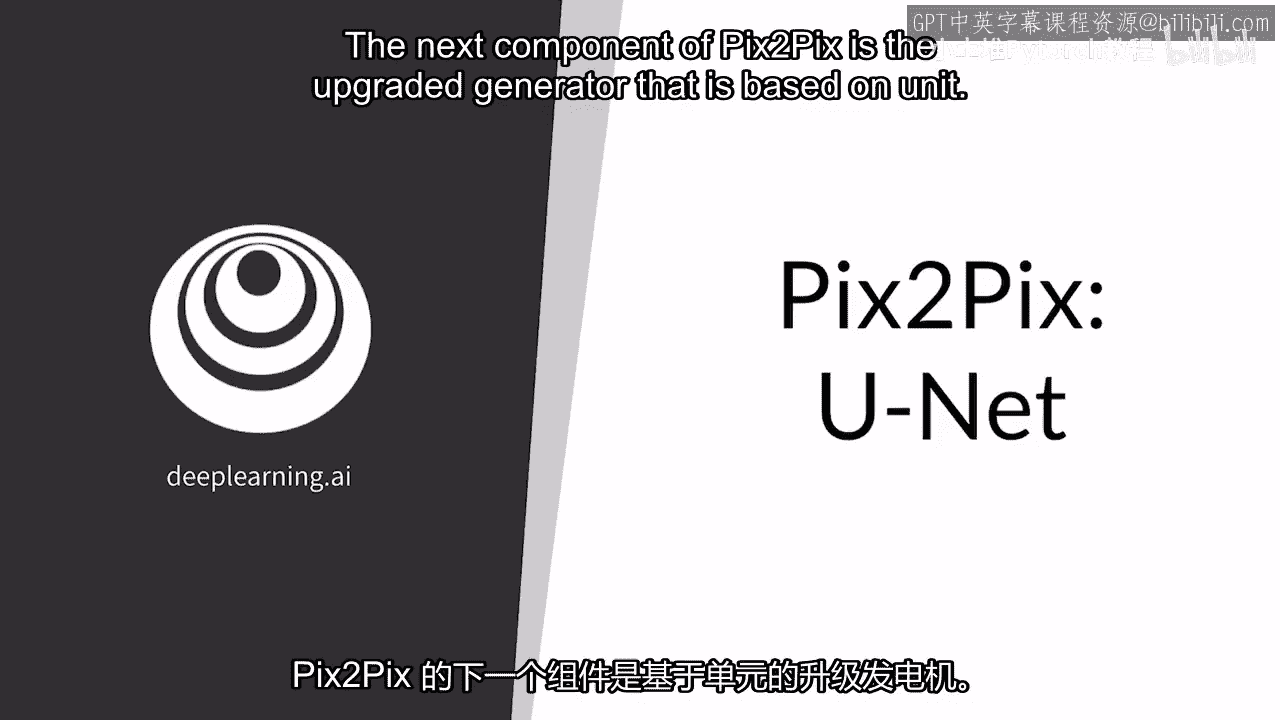 GPT中英字幕课程资源@bilibili.com
The next component of Pix2Pix is the
upgraded generator that is based on unit.
bilibili
Pix2Pix:
U-Net
deeplearning.ai
Pix2Pix 的下一个组件是基于单元的升级发电机。